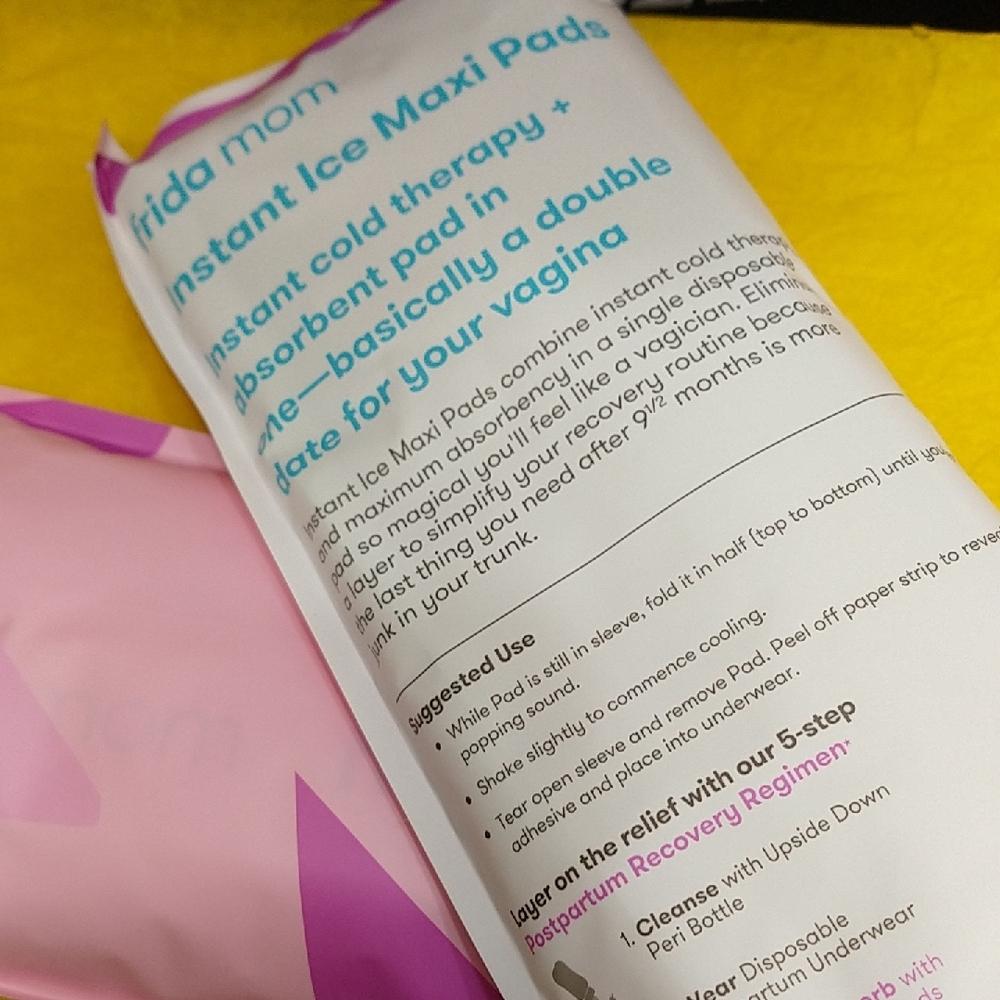 frida mom
Instant Ice Maxi Pads
Instant cold therapy +
absorbent pad in
one—basically a double
date for your vagina
Instant Ice Maxi Pads combine instant cold
and maximum absorbency in a single disposable
pad so magical you'll feel like a vagician.
a layer to simplify your recovery routine because
the last thing you need after 9 1/2 months is more
junk in your trunk.
Suggested Use
• While Pad is still in sleeve, fold it in half (top to bottom) until
popping sound.
• Shake slightly to commence cooling.
• Tear open sleeve and remove Pad. Peel off paper strip to
adhesive and place into underwear.
Layer on the relief with our 5-step
Postpartum Recovery Regimen*
1. Cleanse with Upside Down
Peri Bottle
Wear Disposable
Underwear
with